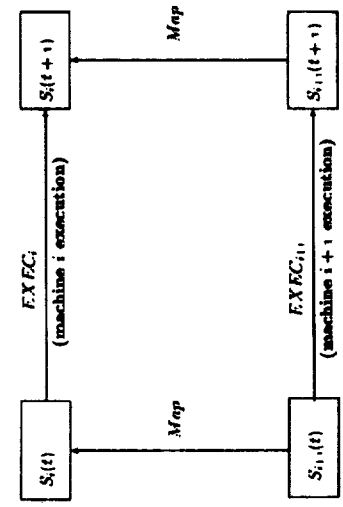 S_i(t)
EXEC_i
(machine i execution)
S_i(t + 1)
Map
Map
S_{i+1}(t)
EXEC_{i+1}
(machine i + 1 execution)
S_{i+1}(t + 1)